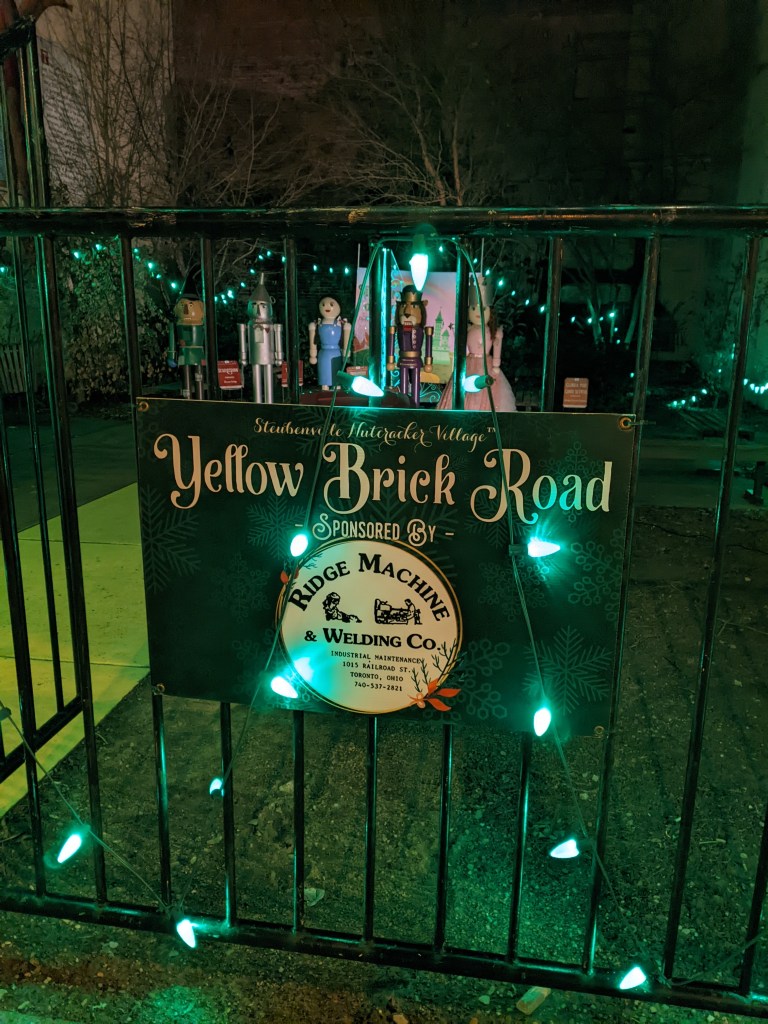 Steubenville Nutcracker Village™
Yellow Brick Road
- Sponsored By -
Ridge Machine
& Welding Co.
INDUSTRIAL MAINTENANCE
1015 RAILROAD ST.
TORONTO, OHIO
740-537-2821